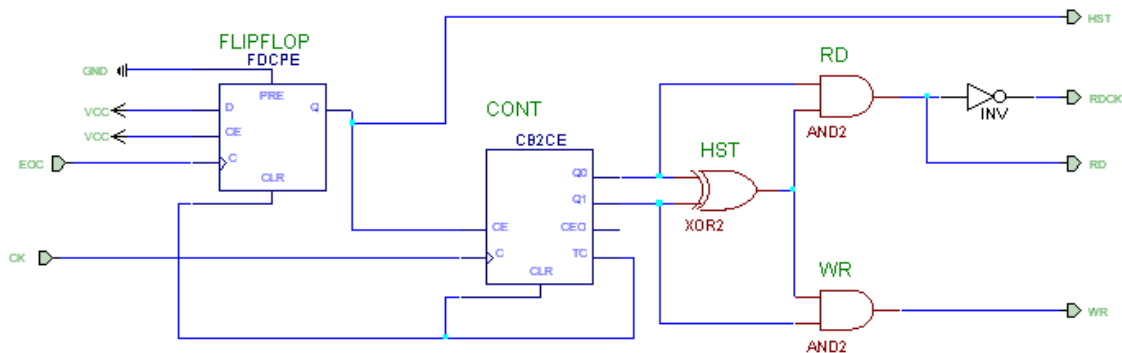 HST
FLIPFLOP
FDCPE
GND
PRE
VCC
D
Q
VCC
CE
EOC
C
CLR
CONT
CB2CE
Q0
Q1
CE
CEO
C
TC
CLR
CK
HST
XOR2
RD
AND2
INV
RDCK
RD
WR
AND2
WR